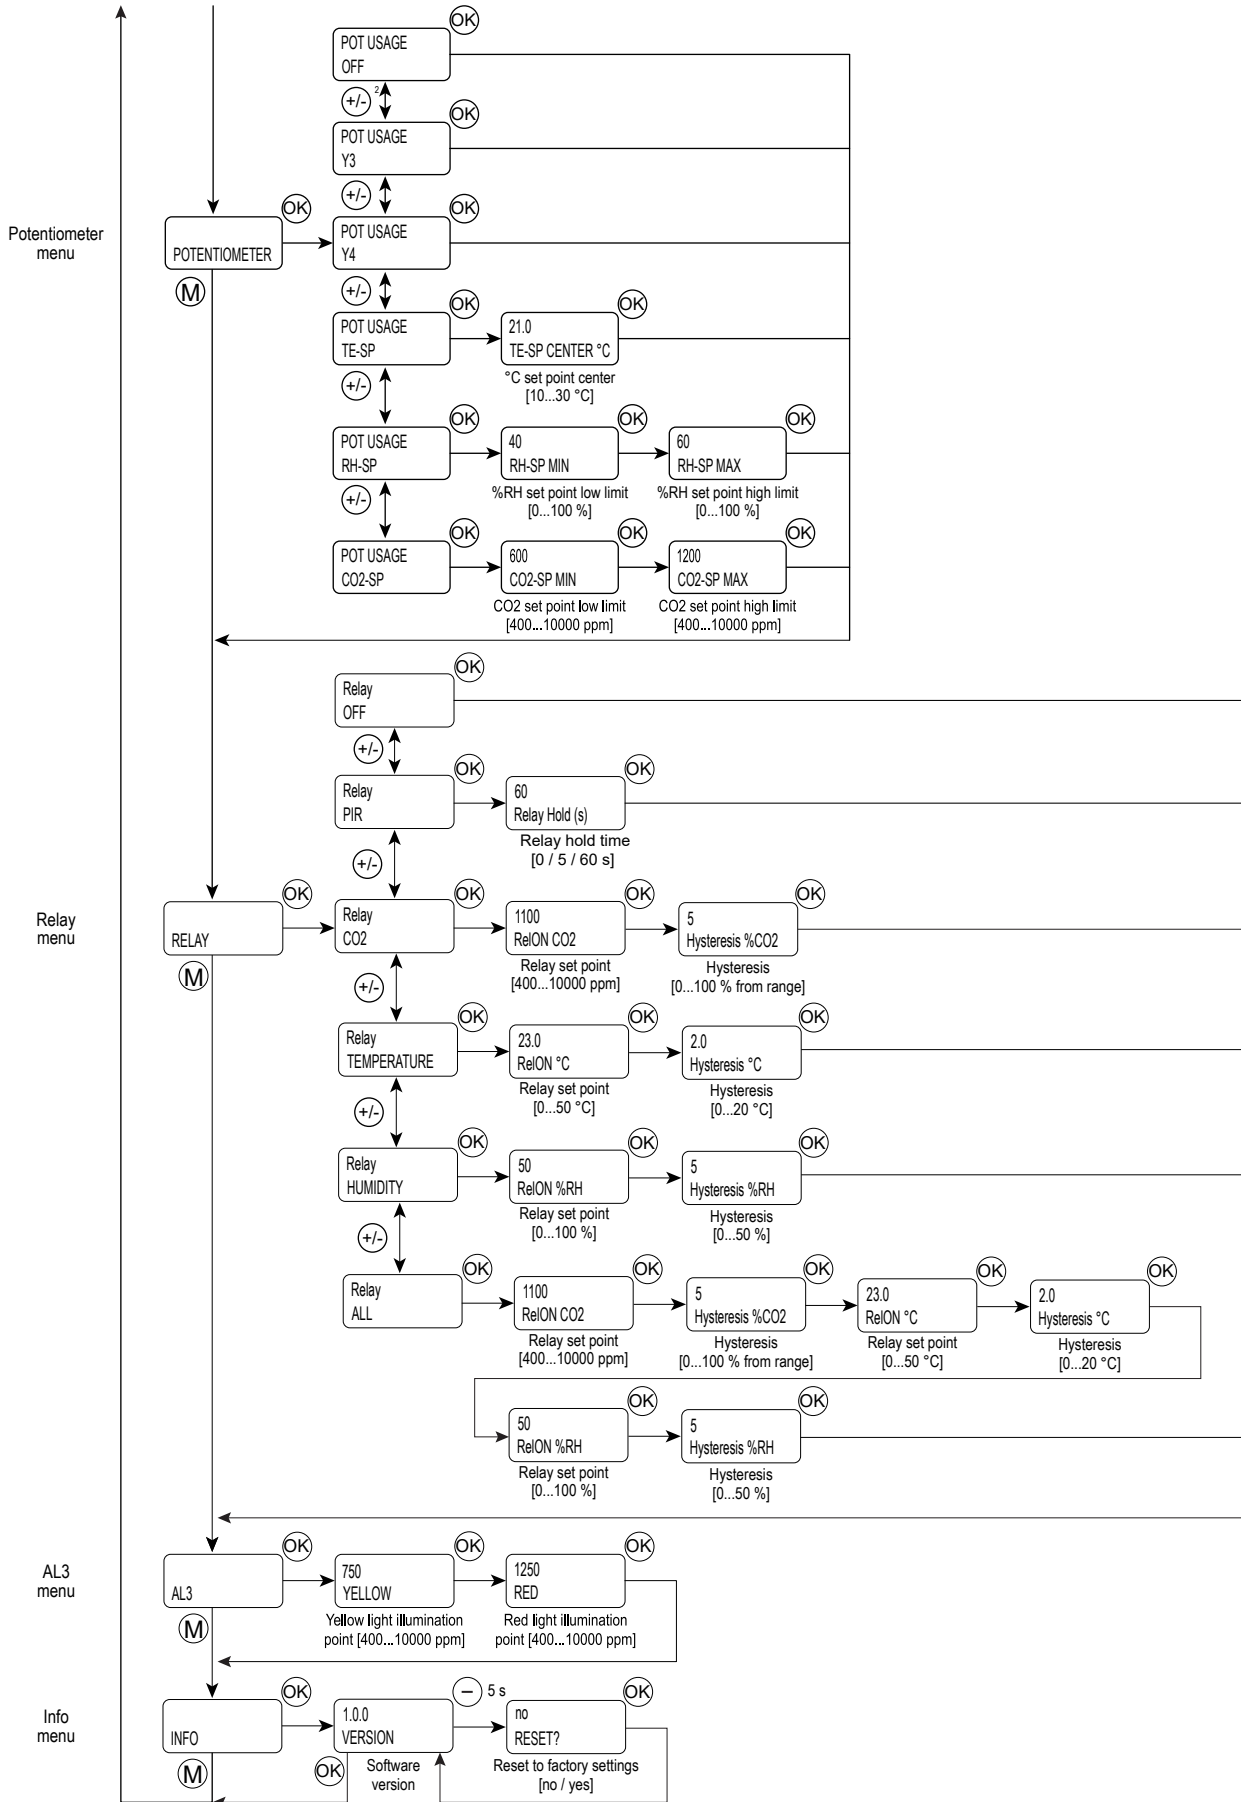 OK
POT USAGE
OFF
+/-
2
OK
POT USAGE
Y3
+/-
OK
OK
Potentiometer
menu
POTENTIOMETER
POT USAGE
Y4
M
+/-
OK
OK
POT USAGE
TE-SP
21.0
TE-SP CENTER °C
°C set point center
[10...30 °C]
+/-
OK
OK
OK
POT USAGE
RH-SP
40
RH-SP MIN
60
RH-SP MAX
%RH set point low limit
[0...100 %]
%RH set point high limit
[0...100 %]
+/-
OK
OK
OK
POT USAGE
CO2-SP
600
CO2-SP MIN
1200
CO2-SP MAX
CO2 set point low limit
[400...10000 ppm]
CO2 set point high limit
[400...10000 ppm]
OK
Relay
OFF
+/-
OK
OK
Relay
PIR
60
Relay Hold (s)
Relay hold time
[0 / 5 / 60 s]
+/-
OK
OK
OK
OK
Relay
menu
RELAY
Relay
CO2
1100
RelON CO2
5
Hysteresis %CO2
Relay set point
[400...10000 ppm]
Hysteresis
[0...100 % from range]
M
+/-
OK
OK
OK
Relay
TEMPERATURE
23.0
RelON °C
2.0
Hysteresis °C
Relay set point
[0...50 °C]
Hysteresis
[0...20 °C]
+/-
OK
OK
OK
Relay
HUMIDITY
50
RelON %RH
5
Hysteresis %RH
Relay set point
[0...100 %]
Hysteresis
[0...50 %]
+/-
OK
OK
OK
OK
OK
Relay
ALL
1100
RelON CO2
5
Hysteresis %CO2
23.0
RelON °C
2.0
Hysteresis °C
Relay set point
[400...10000 ppm]
Hysteresis
[0...100 % from range]
Relay set point
[0...50 °C]
Hysteresis
[0...20 °C]
OK
OK
50
RelON %RH
5
Hysteresis %RH
Relay set point
[0...100 %]
Hysteresis
[0...50 %]
OK
OK
OK
AL3
menu
AL3
750
YELLOW
1250
RED
Yellow light illumination
point [400...10000 ppm]
Red light illumination
point [400...10000 ppm]
M
OK
– 5 s
OK
Info
menu
INFO
1.0.0
VERSION
no
RESET?
M
OK
Software
version
Reset to factory settings
[no / yes]